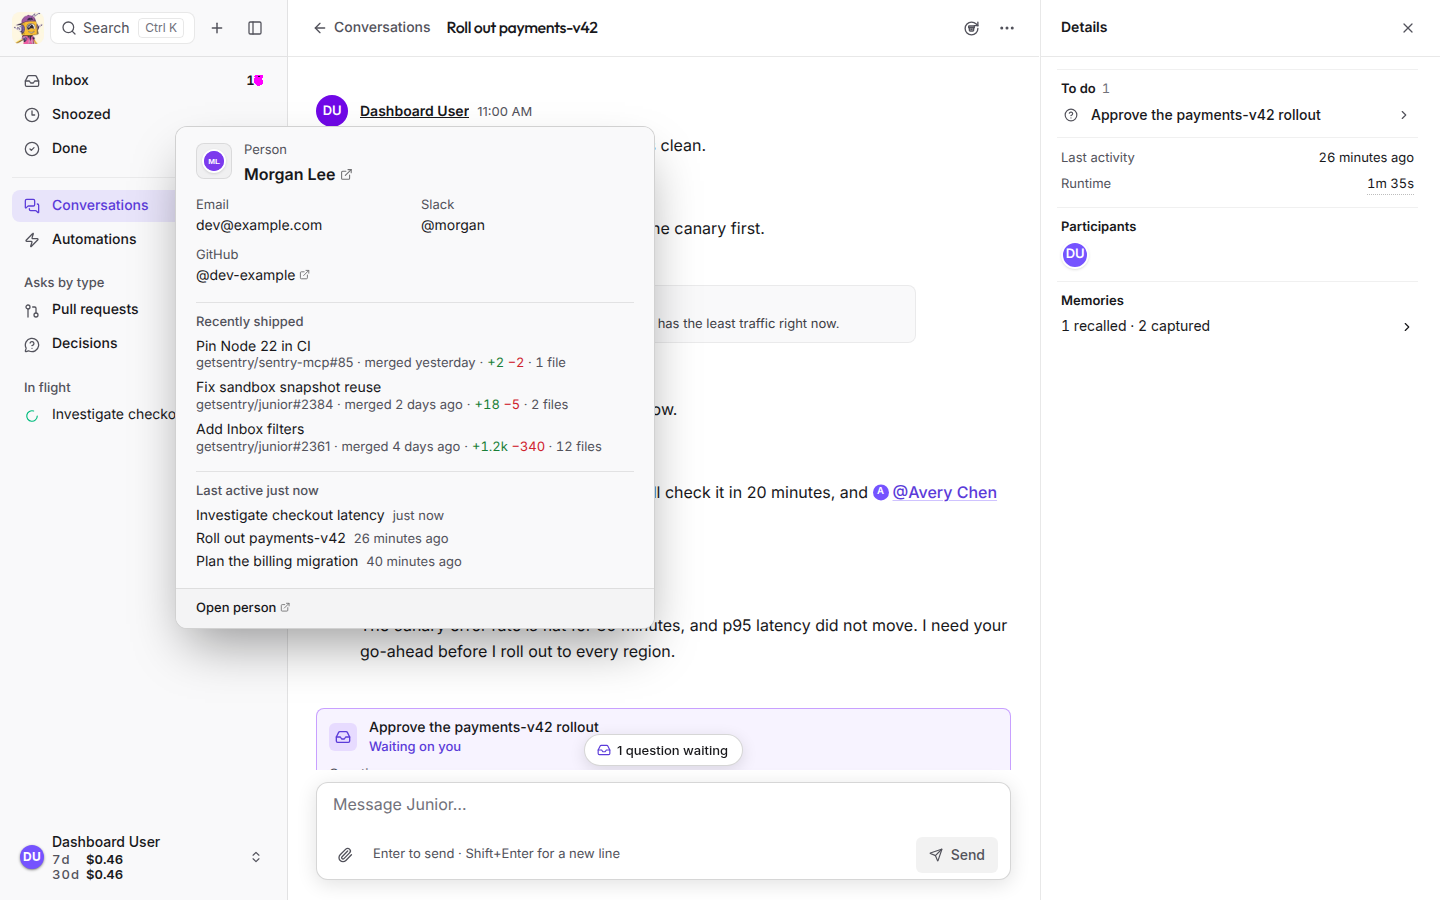 Search Ctrl K
Inbox
Snoozed
Done
Conversations
Automations
Asks by type
Pull requests
Decisions
In flight
Investigate checko
DU Dashboard User
7d $0.46
30d $0.46
Conversations Roll out payments-v42
DU Dashboard User 11:00 AM
clean.
canary first.
has the least traffic right now.
check it in 20 minutes, and A @Avery Chen
minutes, and p95 latency did not move. I need your
go-ahead before I roll out to every region.
Approve the payments-v42 rollout
Waiting on you
1 question waiting
Message Junior...
Enter to send · Shift+Enter for a new line
Send
ML Person
Morgan Lee
Email
dev@example.com
Slack
@morgan
GitHub
@dev-example
Recently shipped
Pin Node 22 in CI
getsentry/sentry-mcp#85 · merged yesterday · +2 −2 · 1 file
Fix sandbox snapshot reuse
getsentry/junior#2384 · merged 2 days ago · +18 −5 · 2 files
Add Inbox filters
getsentry/junior#2361 · merged 4 days ago · +1.2k −340 · 12 files
Last active just now
Investigate checkout latency just now
Roll out payments-v42 26 minutes ago
Plan the billing migration 40 minutes ago
Open person
Details
To do 1
Approve the payments-v42 rollout
Last activity 26 minutes ago
Runtime 1m 35s
Participants
DU
Memories
1 recalled · 2 captured